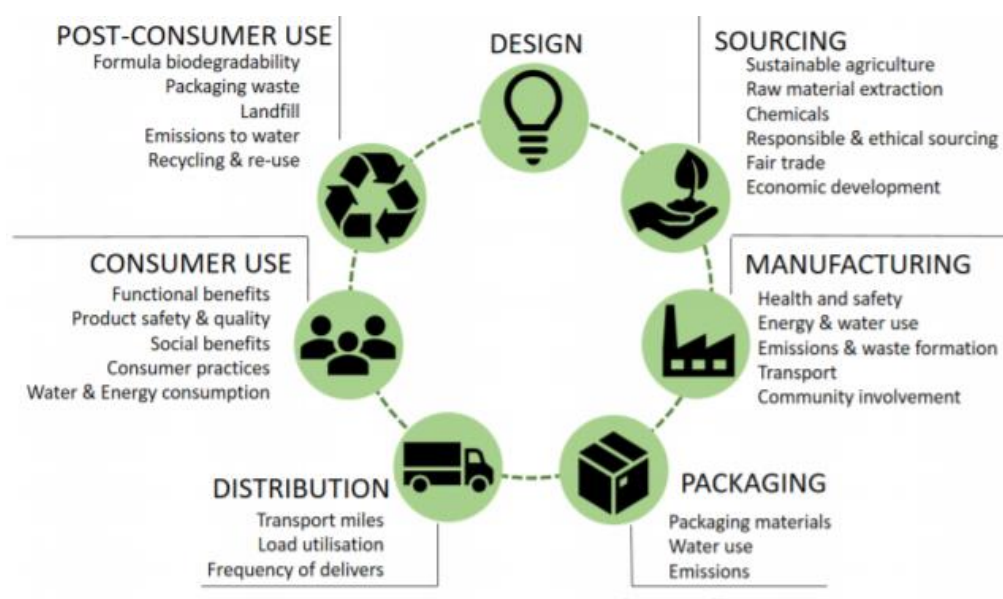 DESIGN
SOURCING
Sustainable agriculture
Raw material extraction
Chemicals
Responsible & ethical sourcing
Fair trade
Economic development
MANUFACTURING
Health and safety
Energy & water use
Emissions & waste formation
Transport
Community involvement
PACKAGING
Packaging materials
Water use
Emissions
DISTRIBUTION
Transport miles
Load utilisation
Frequency of delivers
CONSUMER USE
Functional benefits
Product safety & quality
Social benefits
Consumer practices
Water & Energy consumption
POST-CONSUMER USE
Formula biodegradability
Packaging waste
Landfill
Emissions to water
Recycling & re-use